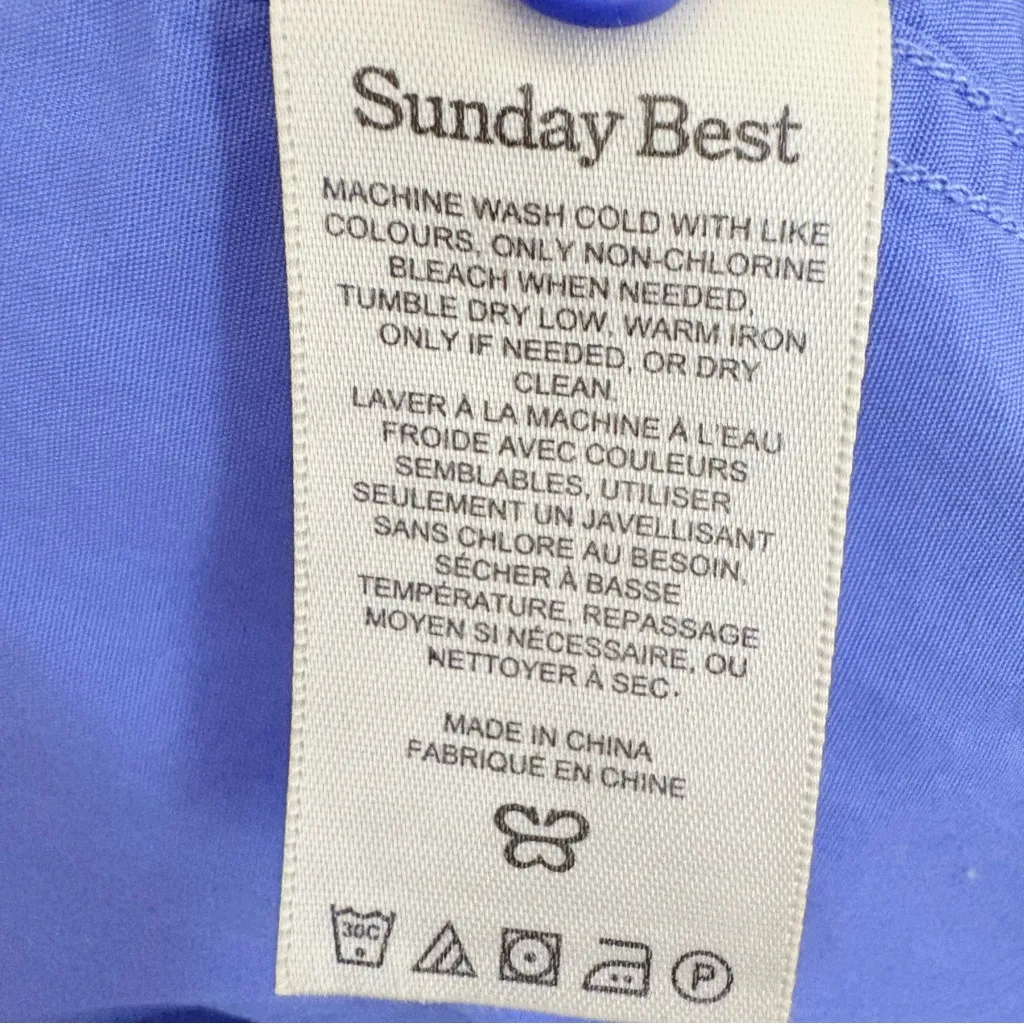 Sunday Best
MACHINE WASH COLD WITH LIKE
COLOURS, ONLY NON-CHLORINE
BLEACH WHEN NEEDED,
TUMBLE DRY LOW, WARM IRON
ONLY IF NEEDED, OR DRY
CLEAN.
LAVER À LA MACHINE À L'EAU
FROIDE AVEC COULEURS
SEMBLABLES, UTILISER
SEULEMENT UN JAVELLISANT
SANS CHLORE AU BESOIN,
SÉCHER À BASSE
TEMPÉRATURE, REPASSAGE
MOYEN SI NÉCESSAIRE, OU
NETTOYER À SEC.
MADE IN CHINA
FABRIQUÉ EN CHINE
30C P